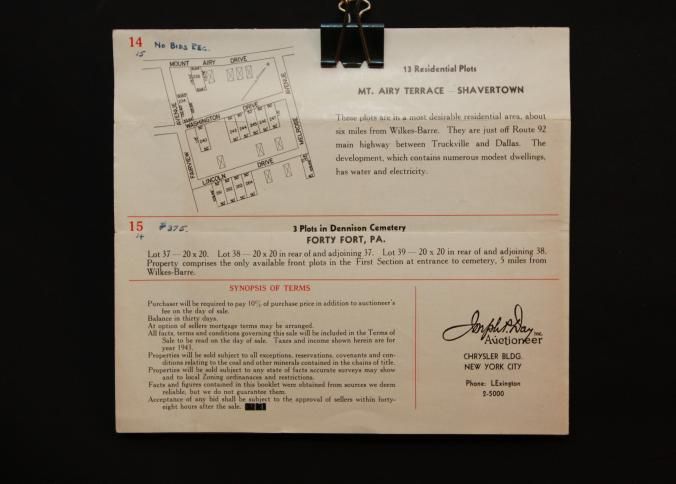 14 No Bids Rec.
15
MOUNT AIRY DRIVE
AVENUE
WASHINGTON DRIVE
MELROSE
FAIRVIEW
AVENUE
LINCOLN DRIVE
13 Residential Plots
MT. AIRY TERRACE — SHAVERTOWN
These plots are in a most desirable residential area, about
six miles from Wilkes-Barre. They are just off Route 92
main highway between Truckville and Dallas. The
development, which contains numerous modest dwellings,
has water and electricity.
15 $375.
14
3 Plots in Dennison Cemetery
FORTY FORT, PA.
Lot 37 — 20 x 20. Lot 38 — 20 x 20 in rear of and adjoining 37. Lot 39 — 20 x 20 in rear of and adjoining 38.
Property comprises the only available front plots in the First Section at entrance to cemetery, 5 miles from
Wilkes-Barre.
SYNOPSIS OF TERMS
Purchaser will be required to pay 10% of purchase price in addition to auctioneer's
fee on the day of sale.
Balance in thirty days.
At option of sellers mortgage terms may be arranged.
All facts, terms and conditions governing this sale will be included in the Terms of
Sale to be read on the day of sale. Taxes and income shown herein are for
year 1943.
Properties will be sold subject to all exceptions, reservations, covenants and con-
ditions relating to the coal and other minerals contained in the chains of title.
Properties will be sold subject to any state of facts accurate surveys may show
and to local Zoning ordinanaces and restrictions.
Facts and figures contained in this booklet were obtained from sources we deem
reliable, but we do not guarantee them.
Acceptance of any bid shall be subject to the approval of sellers within forty-
eight hours after the sale.
Joseph P. Day INC.
Auctioneer
CHRYSLER BLDG.
NEW YORK CITY
Phone: LExington
2-5000